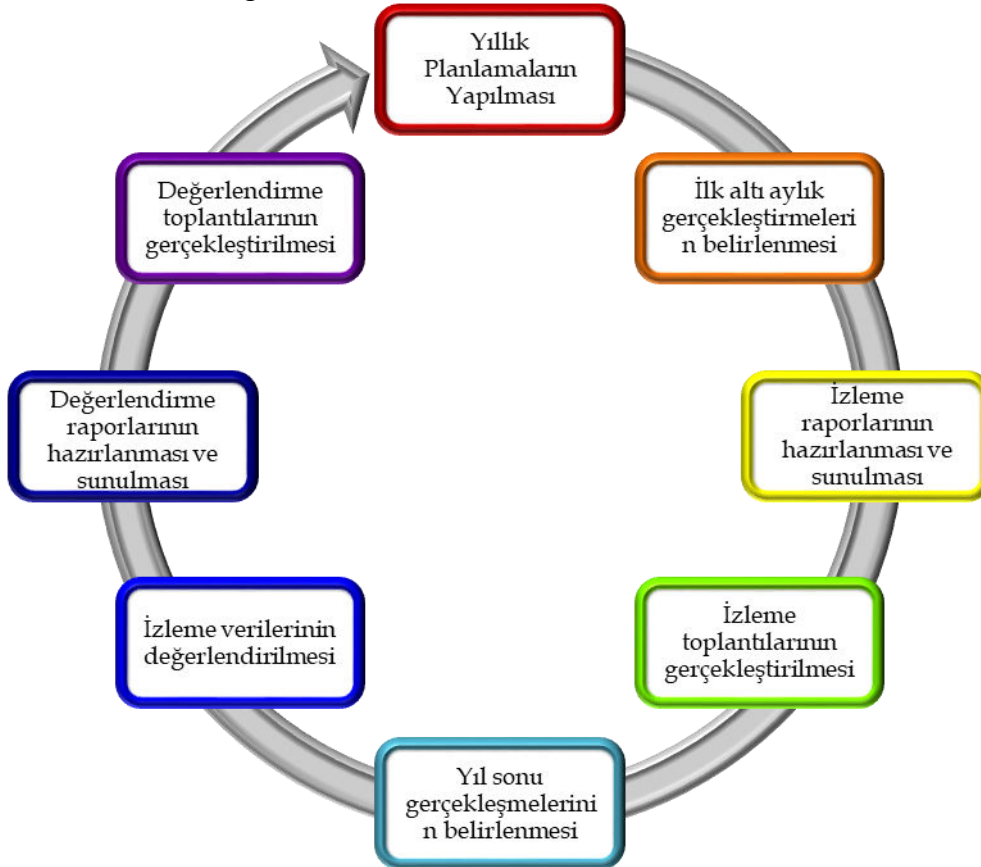 Yıllık
Planlamaların
Yapılması
İlk altı aylık
gerçekleştirmeleri
n belirlenmesi
İzleme
raporlarının
hazırlanması ve
sunulması
İzleme
toplantılarının
gerçekleştirilmesi
Yıl sonu
gerçekleşmelerini
n belirlenmesi
İzleme verilerinin
değerlendirilmesi
Değerlendirme
raporlarının
hazırlanması ve
sunulması
Değerlendirme
toplantılarının
gerçekleştirilmesi